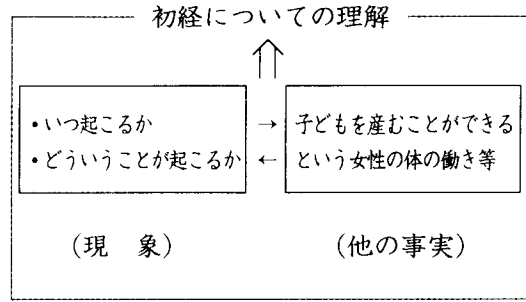 初経についての理解
・いつ起こるか → 子どもを産むことができる
・どういうことが起こるか ← という女性の体の働き等
(現 象) (他の事実)